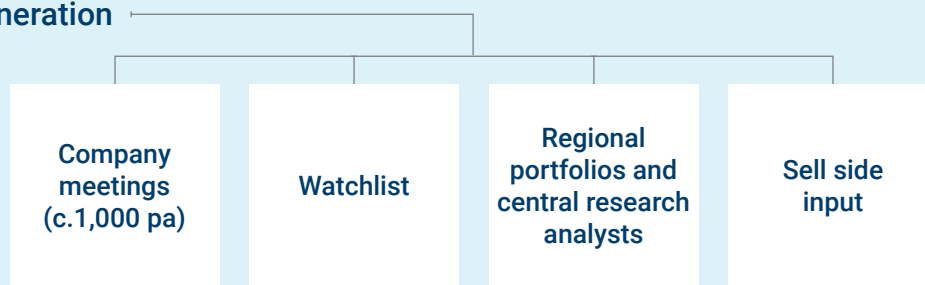 neration
Company
meetings
(c.1,000 pa)
Watchlist
Regional
portfolios and
central research
analysts
Sell side
input